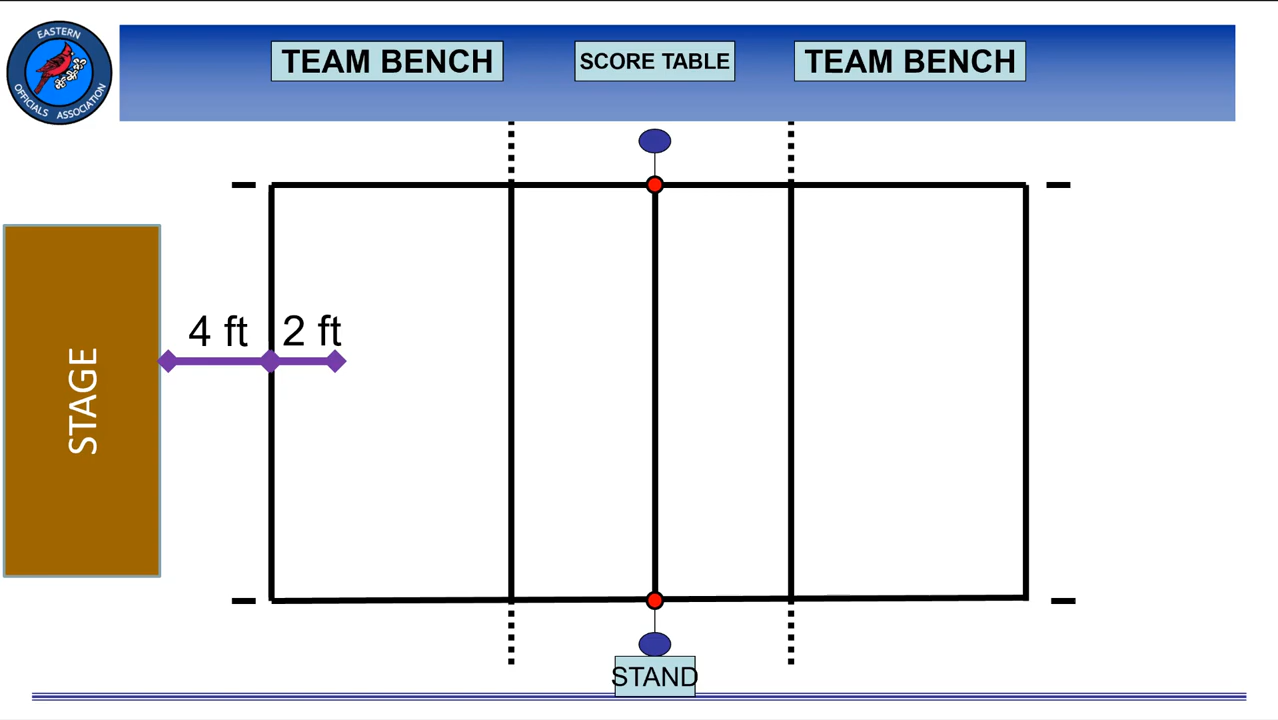 EASTERN
OFFICIALS ASSOCIATION
TEAM BENCH
SCORE TABLE
TEAM BENCH
4 ft
2 ft
STAGE
STAND